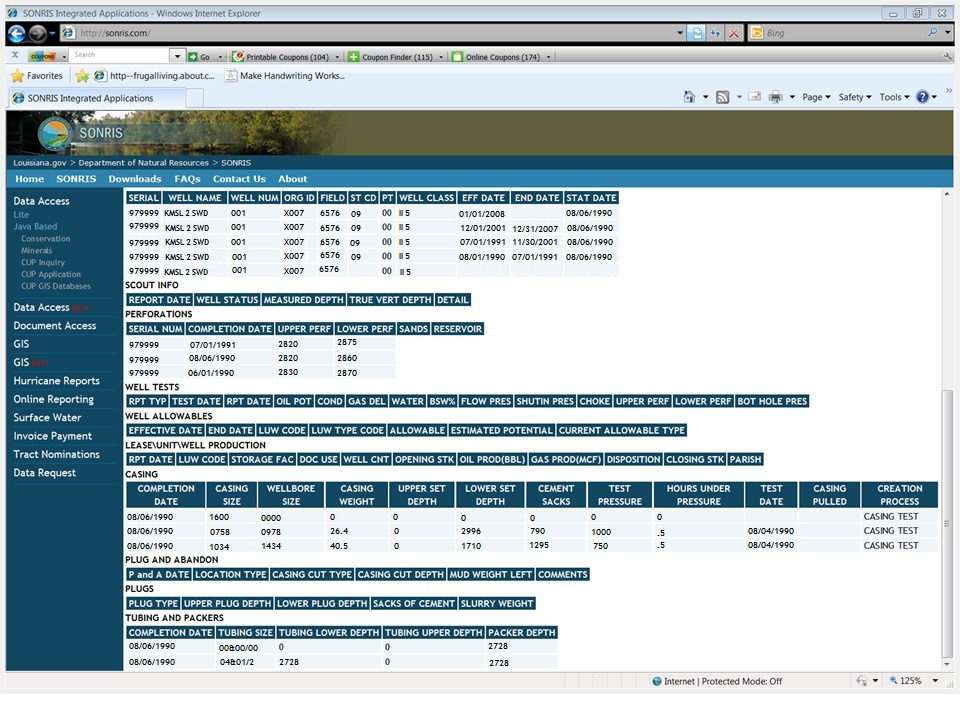 SONRIS Integrated Applications - Windows Internet Explorer
http://sonris.com/ Bing
X COUPONS Search Go Printable Coupons (104) Coupon Finder (115) Online Coupons (174)
Favorites http--frugalliving.about.c... Make Handwriting Works...
SONRIS Integrated Applications Page Safety Tools
SONRIS
Louisiana.gov > Department of Natural Resources > SONRIS
Home SONRIS Downloads FAQs Contact Us About
Data Access
Lite
Java Based
Conservation
Minerals
CUP Inquiry
CUP Application
CUP GIS Databases
Data Access NEW
Document Access
GIS
GIS NEW
Hurricane Reports
Online Reporting
Surface Water
Invoice Payment
Tract Nominations
Data Request
SERIAL WELL NAME WELL NUM ORG ID FIELD ST CD PT WELL CLASS EFF DATE END DATE STAT DATE
979999 KMSL 2 SWD 001 X007 6576 09 00 II 5 01/01/2008 08/06/1990
979999 KMSL 2 SWD 001 X007 6576 09 00 II 5 12/01/2001 12/31/2007 08/06/1990
979999 KMSL 2 SWD 001 X007 6576 09 00 II 5 07/01/1991 11/30/2001 08/06/1990
979999 KMSL 2 SWD 001 X007 6576 09 00 II 5 08/01/1990 07/01/1991 08/06/1990
979999 KMSL 2 SWD 001 X007 6576 00 II 5
SCOUT INFO
REPORT DATE WELL STATUS MEASURED DEPTH TRUE VERT DEPTH DETAIL
PERFORATIONS
SERIAL NUM COMPLETION DATE UPPER PERF LOWER PERF SANDS RESERVOIR
979999 07/01/1991 2820 2875
979999 08/06/1990 2820 2860
979999 06/01/1990 2830 2870
WELL TESTS
RPT TYP TEST DATE RPT DATE OIL POT COND GAS DEL WATER BSW% FLOW PRES SHUTIN PRES CHOKE UPPER PERF LOWER PERF BOT HOLE PRES
WELL ALLOWABLES
EFFECTIVE DATE END DATE LUW CODE LUW TYPE CODE ALLOWABLE ESTIMATED POTENTIAL CURRENT ALLOWABLE TYPE
LEASE\UNIT\WELL PRODUCTION
RPT DATE LUW CODE STORAGE FAC DOC USE WELL CNT OPENING STK OIL PROD(BBL) GAS PROD(MCF) DISPOSITION CLOSING STK PARISH
CASING
COMPLETION DATE CASING SIZE WELLBORE SIZE CASING WEIGHT UPPER SET DEPTH LOWER SET DEPTH CEMENT SACKS TEST PRESSURE HOURS UNDER PRESSURE TEST DATE CASING PULLED CREATION PROCESS
08/06/1990 1600 0000 0 0 0 0 0 0 CASING TEST
08/06/1990 0758 0978 26.4 0 2996 790 1000 .5 08/04/1990 CASING TEST
08/06/1990 1034 1434 40.5 0 1710 1295 750 .5 08/04/1990 CASING TEST
PLUG AND ABANDON
P and A DATE LOCATION TYPE CASING CUT TYPE CASING CUT DEPTH MUD WEIGHT LEFT COMMENTS
PLUGS
PLUG TYPE UPPER PLUG DEPTH LOWER PLUG DEPTH SACKS OF CEMENT SLURRY WEIGHT
TUBING AND PACKERS
COMPLETION DATE TUBING SIZE TUBING LOWER DEPTH TUBING UPPER DEPTH PACKER DEPTH
08/06/1990 00&00/00 0 0 2728
08/06/1990 04&01/2 2728 0 2728
Internet | Protected Mode: Off 125%